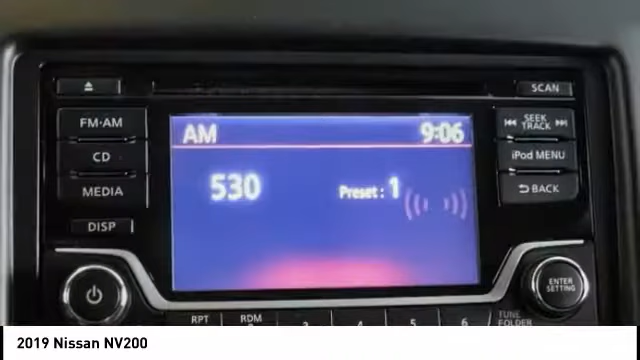 SCAN
FM·AM
CD
MEDIA
DISP
AM 9:06
530 Preset : 1
SEEK
TRACK
iPod MENU
BACK
ENTER
SETTING
TUNE
FOLDER
RPT RDM 3 4 5 6
2019 Nissan NV200